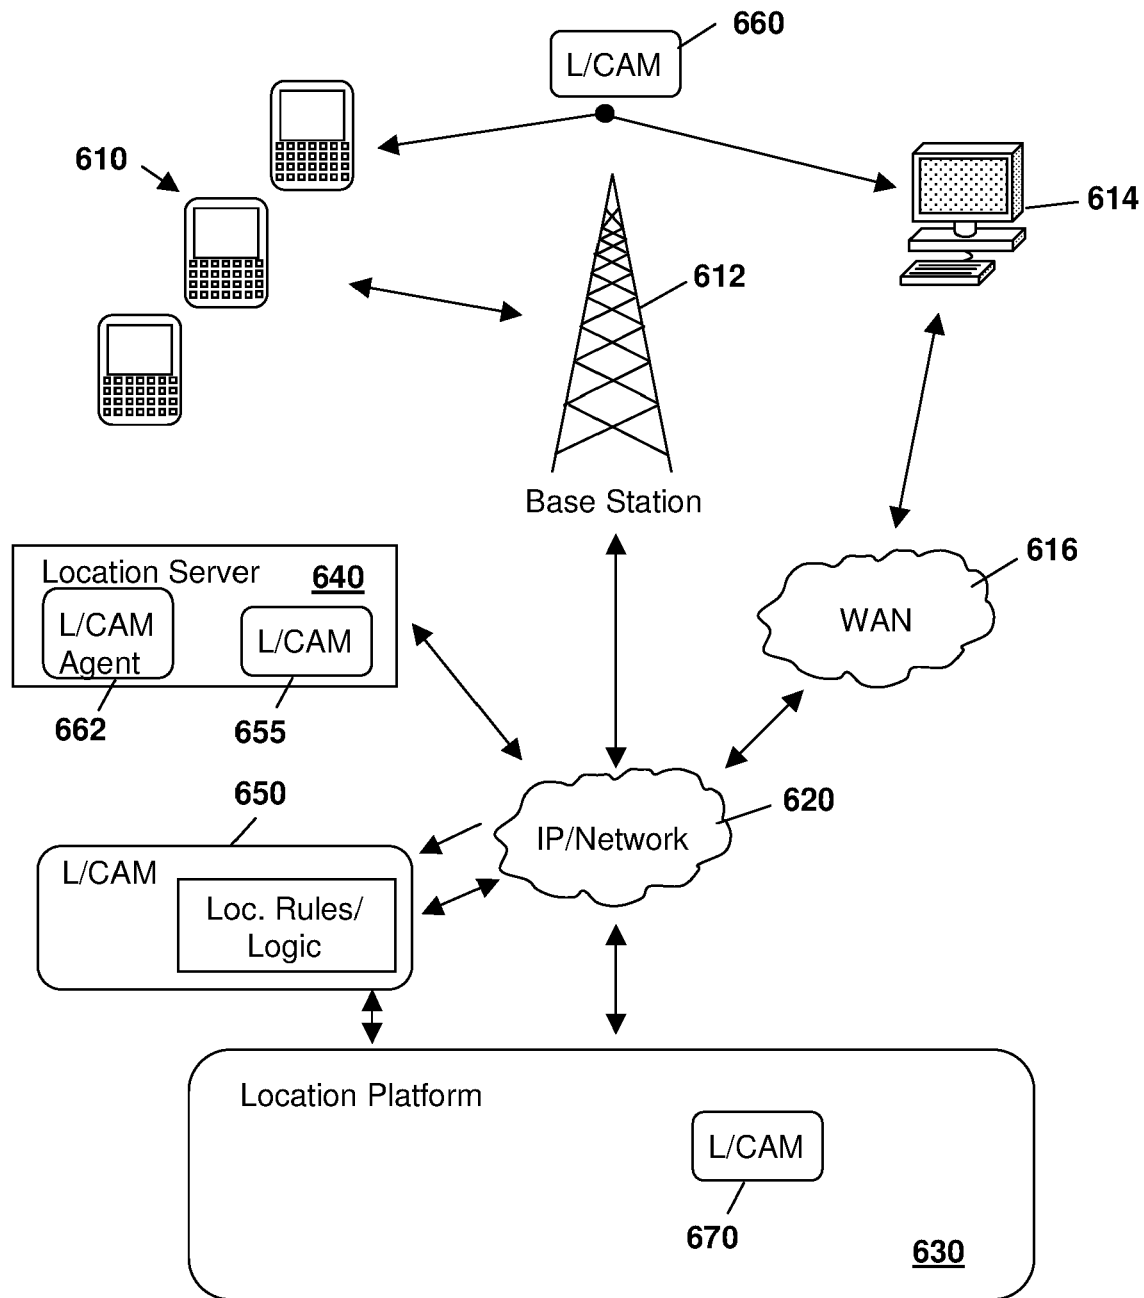 660
L/CAM
610
614
612
Base Station
616
WAN
Location Server
640
L/CAM
Agent
L/CAM
662
655
650
620
IP/Network
L/CAM
Loc. Rules/
Logic
Location Platform
L/CAM
670
630